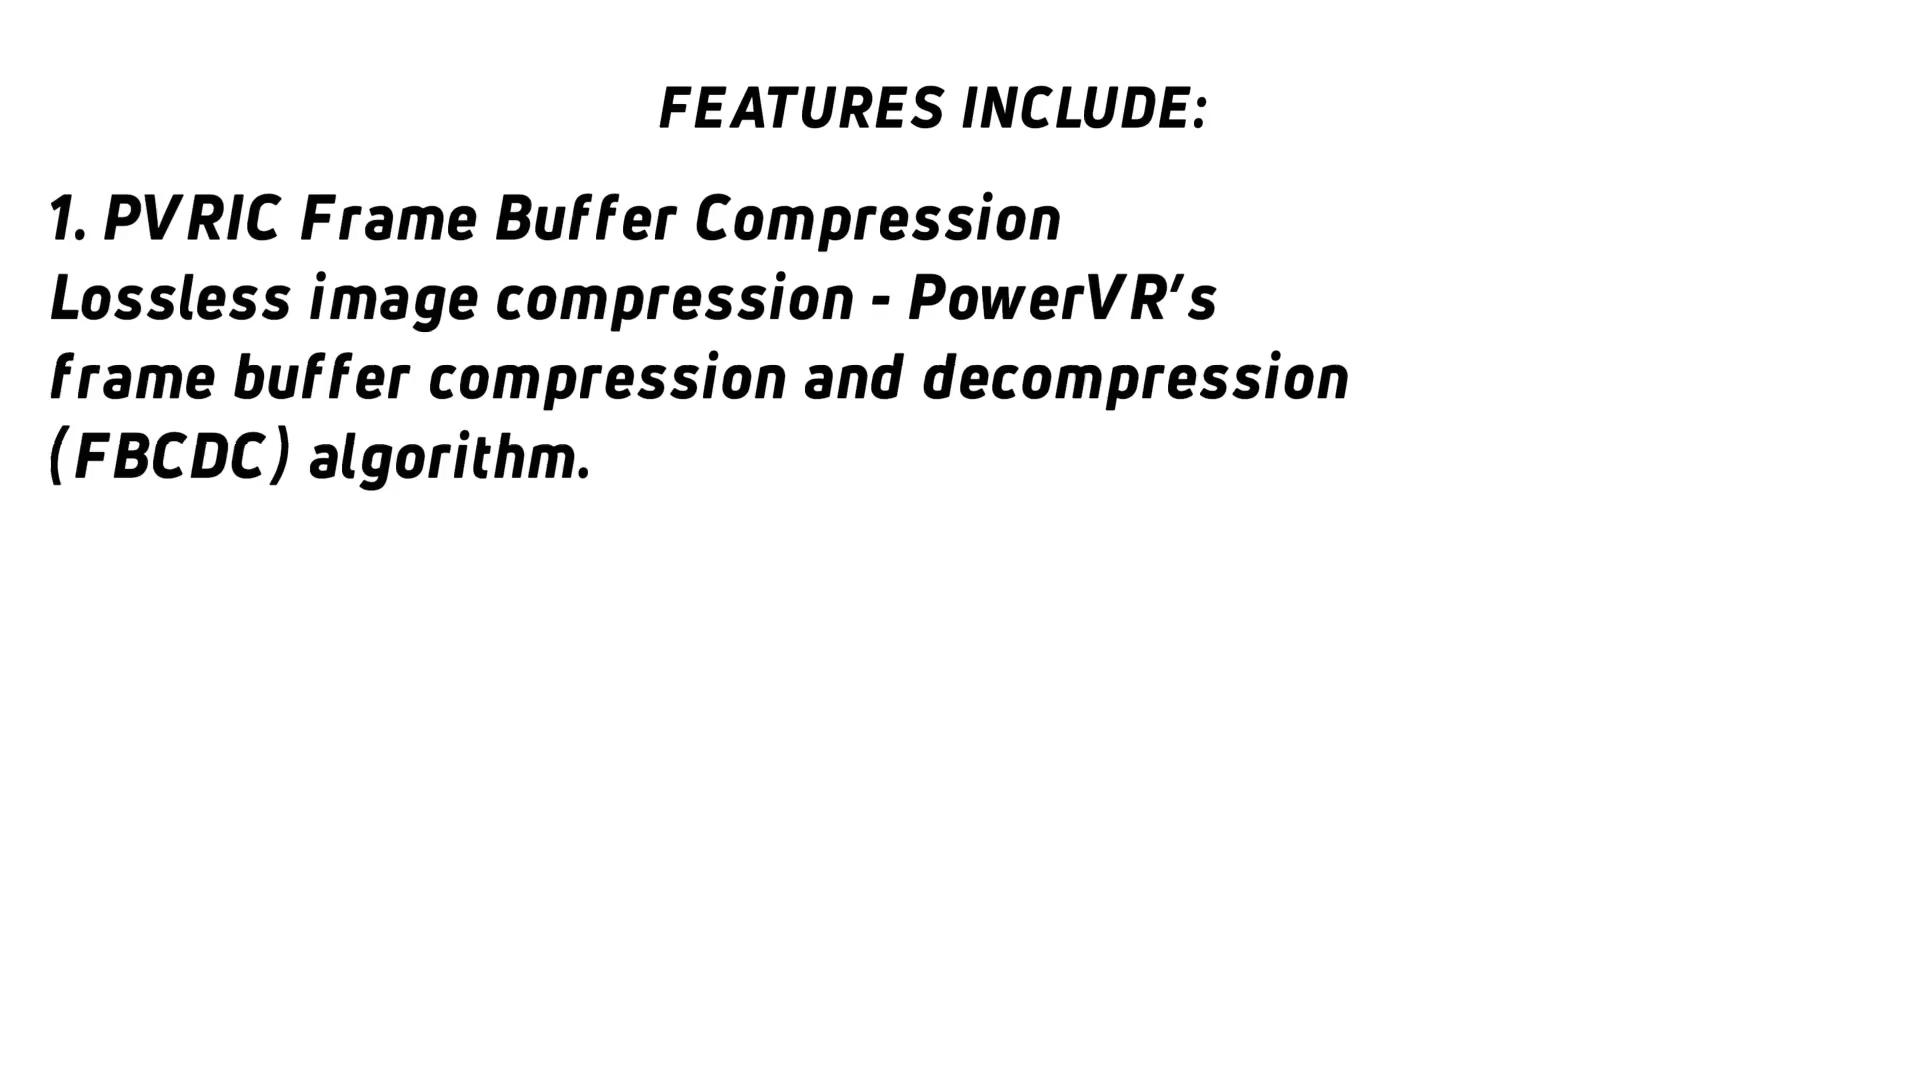 FEATURES INCLUDE:
1. PVRIC Frame Buffer Compression
Lossless image compression - PowerVR’s
frame buffer compression and decompression
(FBCDC) algorithm.